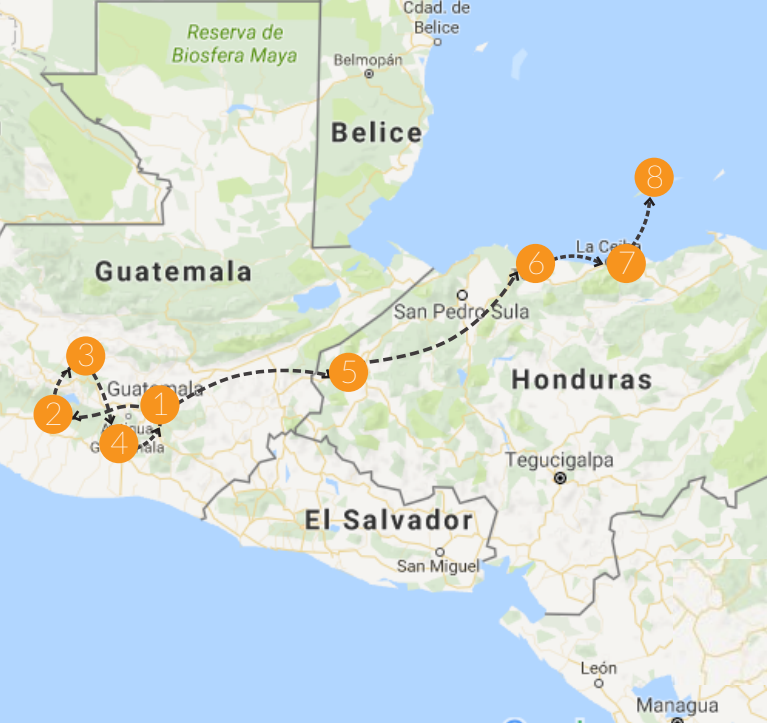 Cdad. de
Belice
Reserva de
Biosfera Maya
Belmopán
Belice
8
La Ceiba
6
7
Guatemala
San Pedro Sula
3
5
Guatemala
Honduras
1
2
4
Tegucigalpa
El Salvador
San Miguel
León
Managua